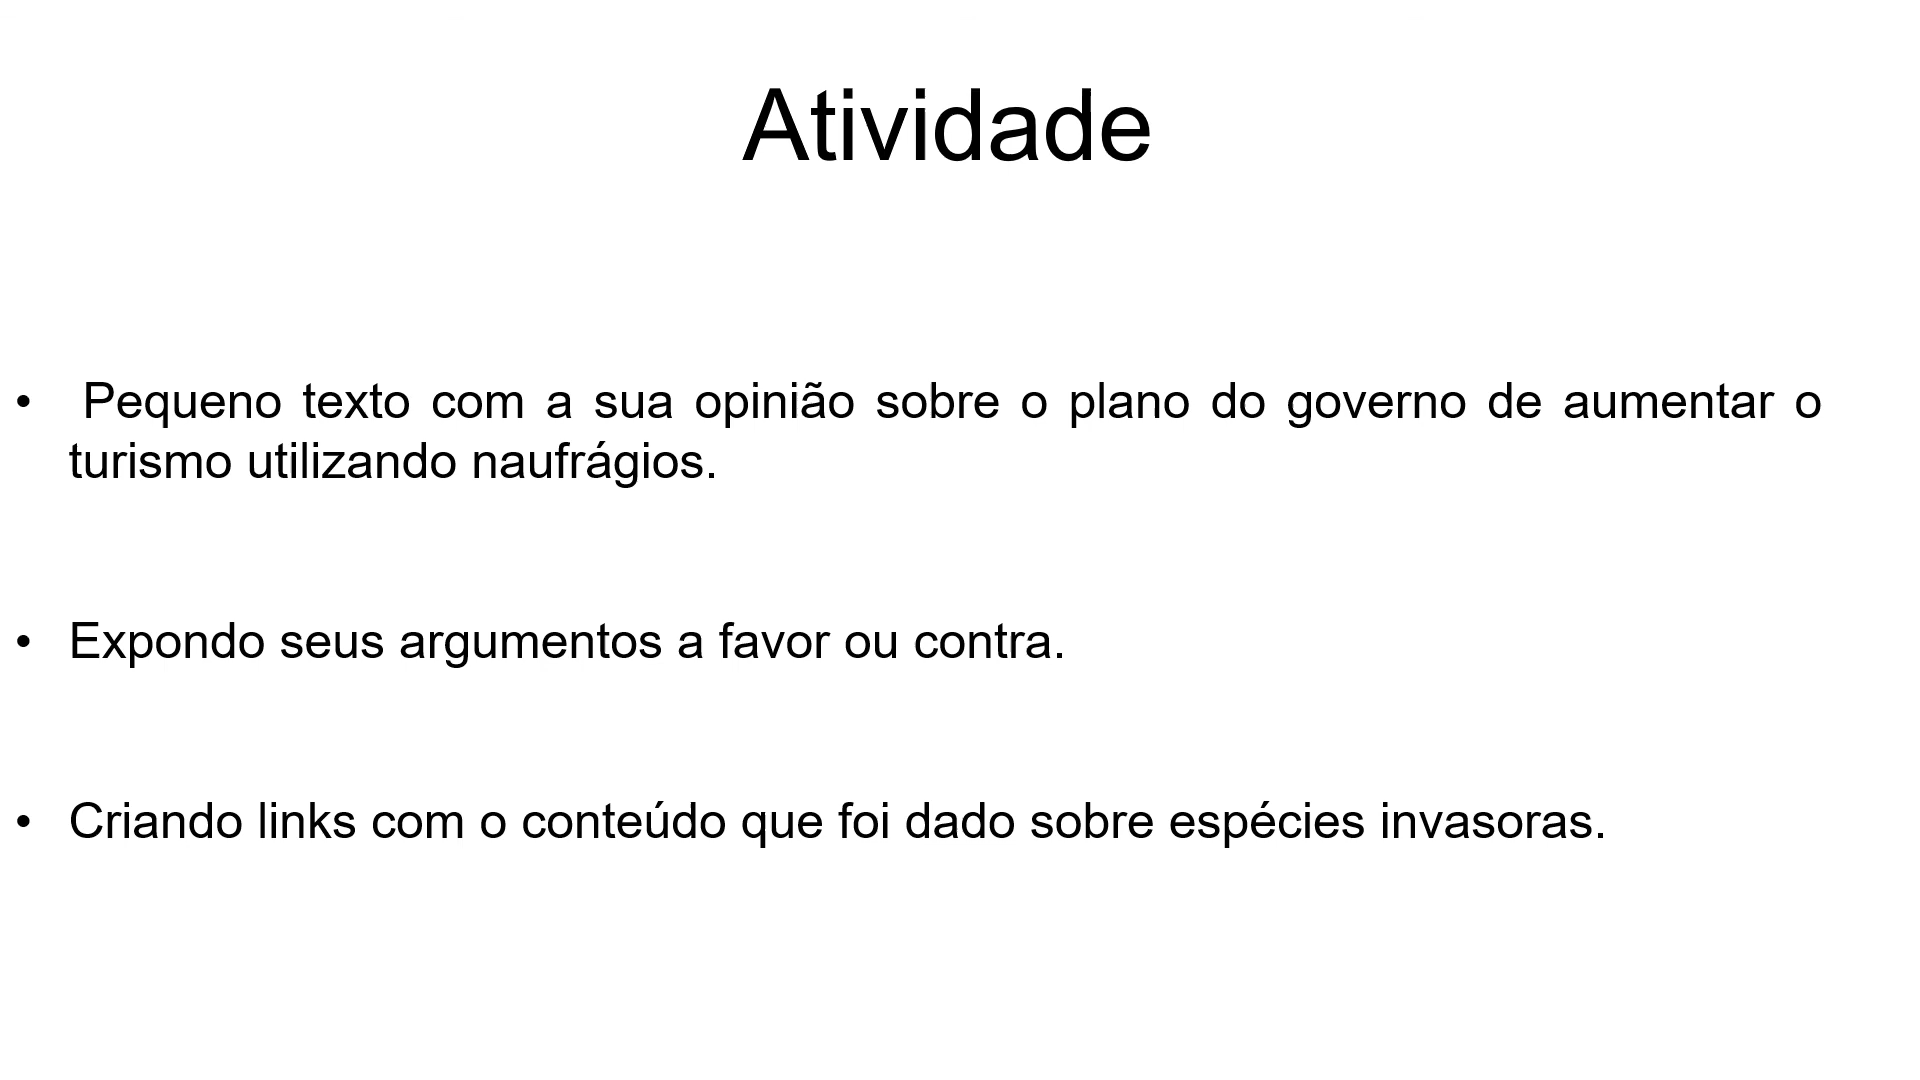 Atividade
• Pequeno texto com a sua opinião sobre o plano do governo de aumentar o
turismo utilizando naufrágios.
• Expondo seus argumentos a favor ou contra.
• Criando links com o conteúdo que foi dado sobre espécies invasoras.